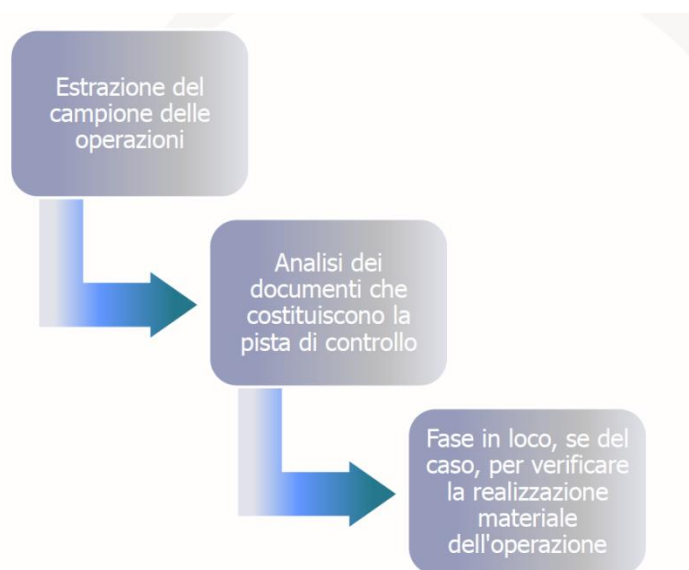 Estrazione del
campione delle
operazioni
Analisi dei
documenti che
costituiscono la
pista di controllo
Fase in loco, se del
caso, per verificare
la realizzazione
materiale
dell'operazione